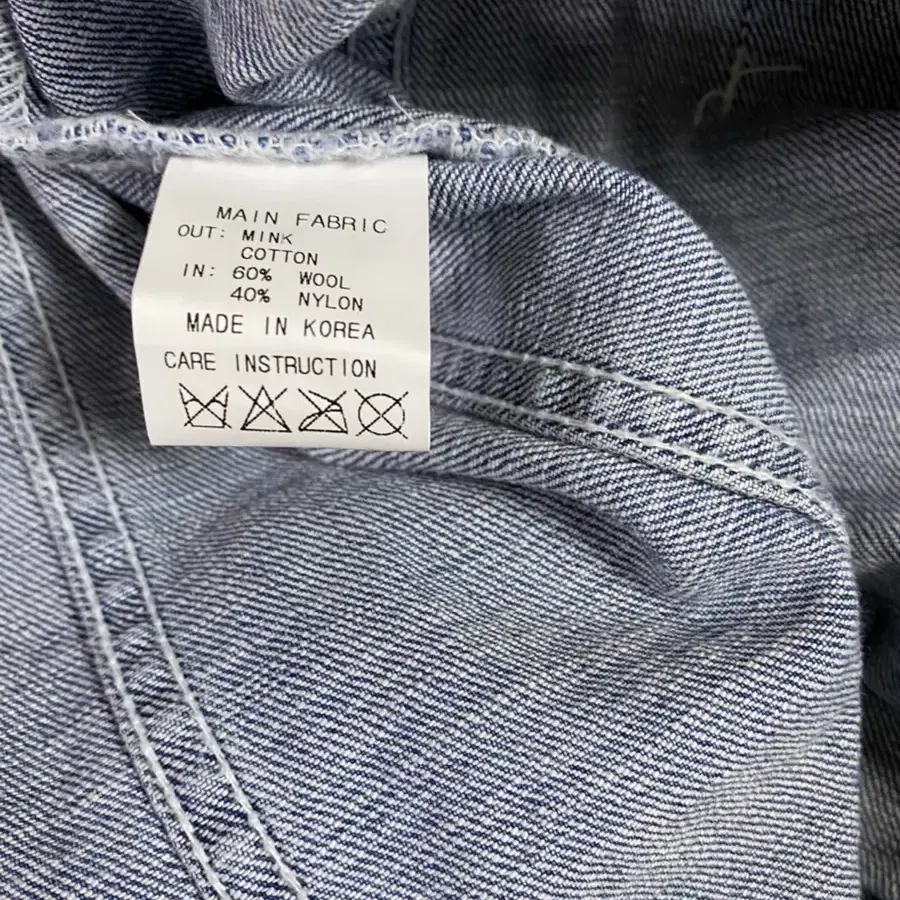 MAIN FABRIC
OUT: MINK
COTTON
IN: 60% WOOL
40% NYLON
MADE IN KOREA
CARE INSTRUCTION